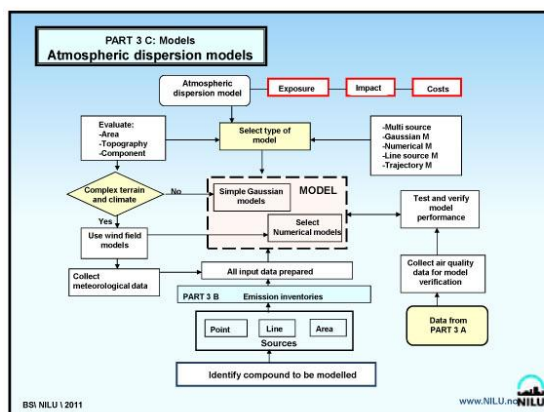 PART 3 C: Models
Atmospheric dispersion models
Atmospheric
dispersion model
Exposure
Impact
Costs
Evaluate:
-Area
-Topography
-Component
Select type of
model
-Multi source
-Gaussian M
-Numerical M
-Line source M
-Trajectory M
Complex terrain
and climate
No
Simple Gaussian
models
MODEL
Select
Numerical models
Test and verify
model
performance
Yes
Use wind field
models
Collect
meteorological data
All input data prepared
Collect air quality
data for model
verification
PART 3 B Emission inventories
Point
Line
Area
Sources
Data from
PART 3 A
Identify compound to be modelled
BS\ NILU \ 2011
www.NILU.no
NILU